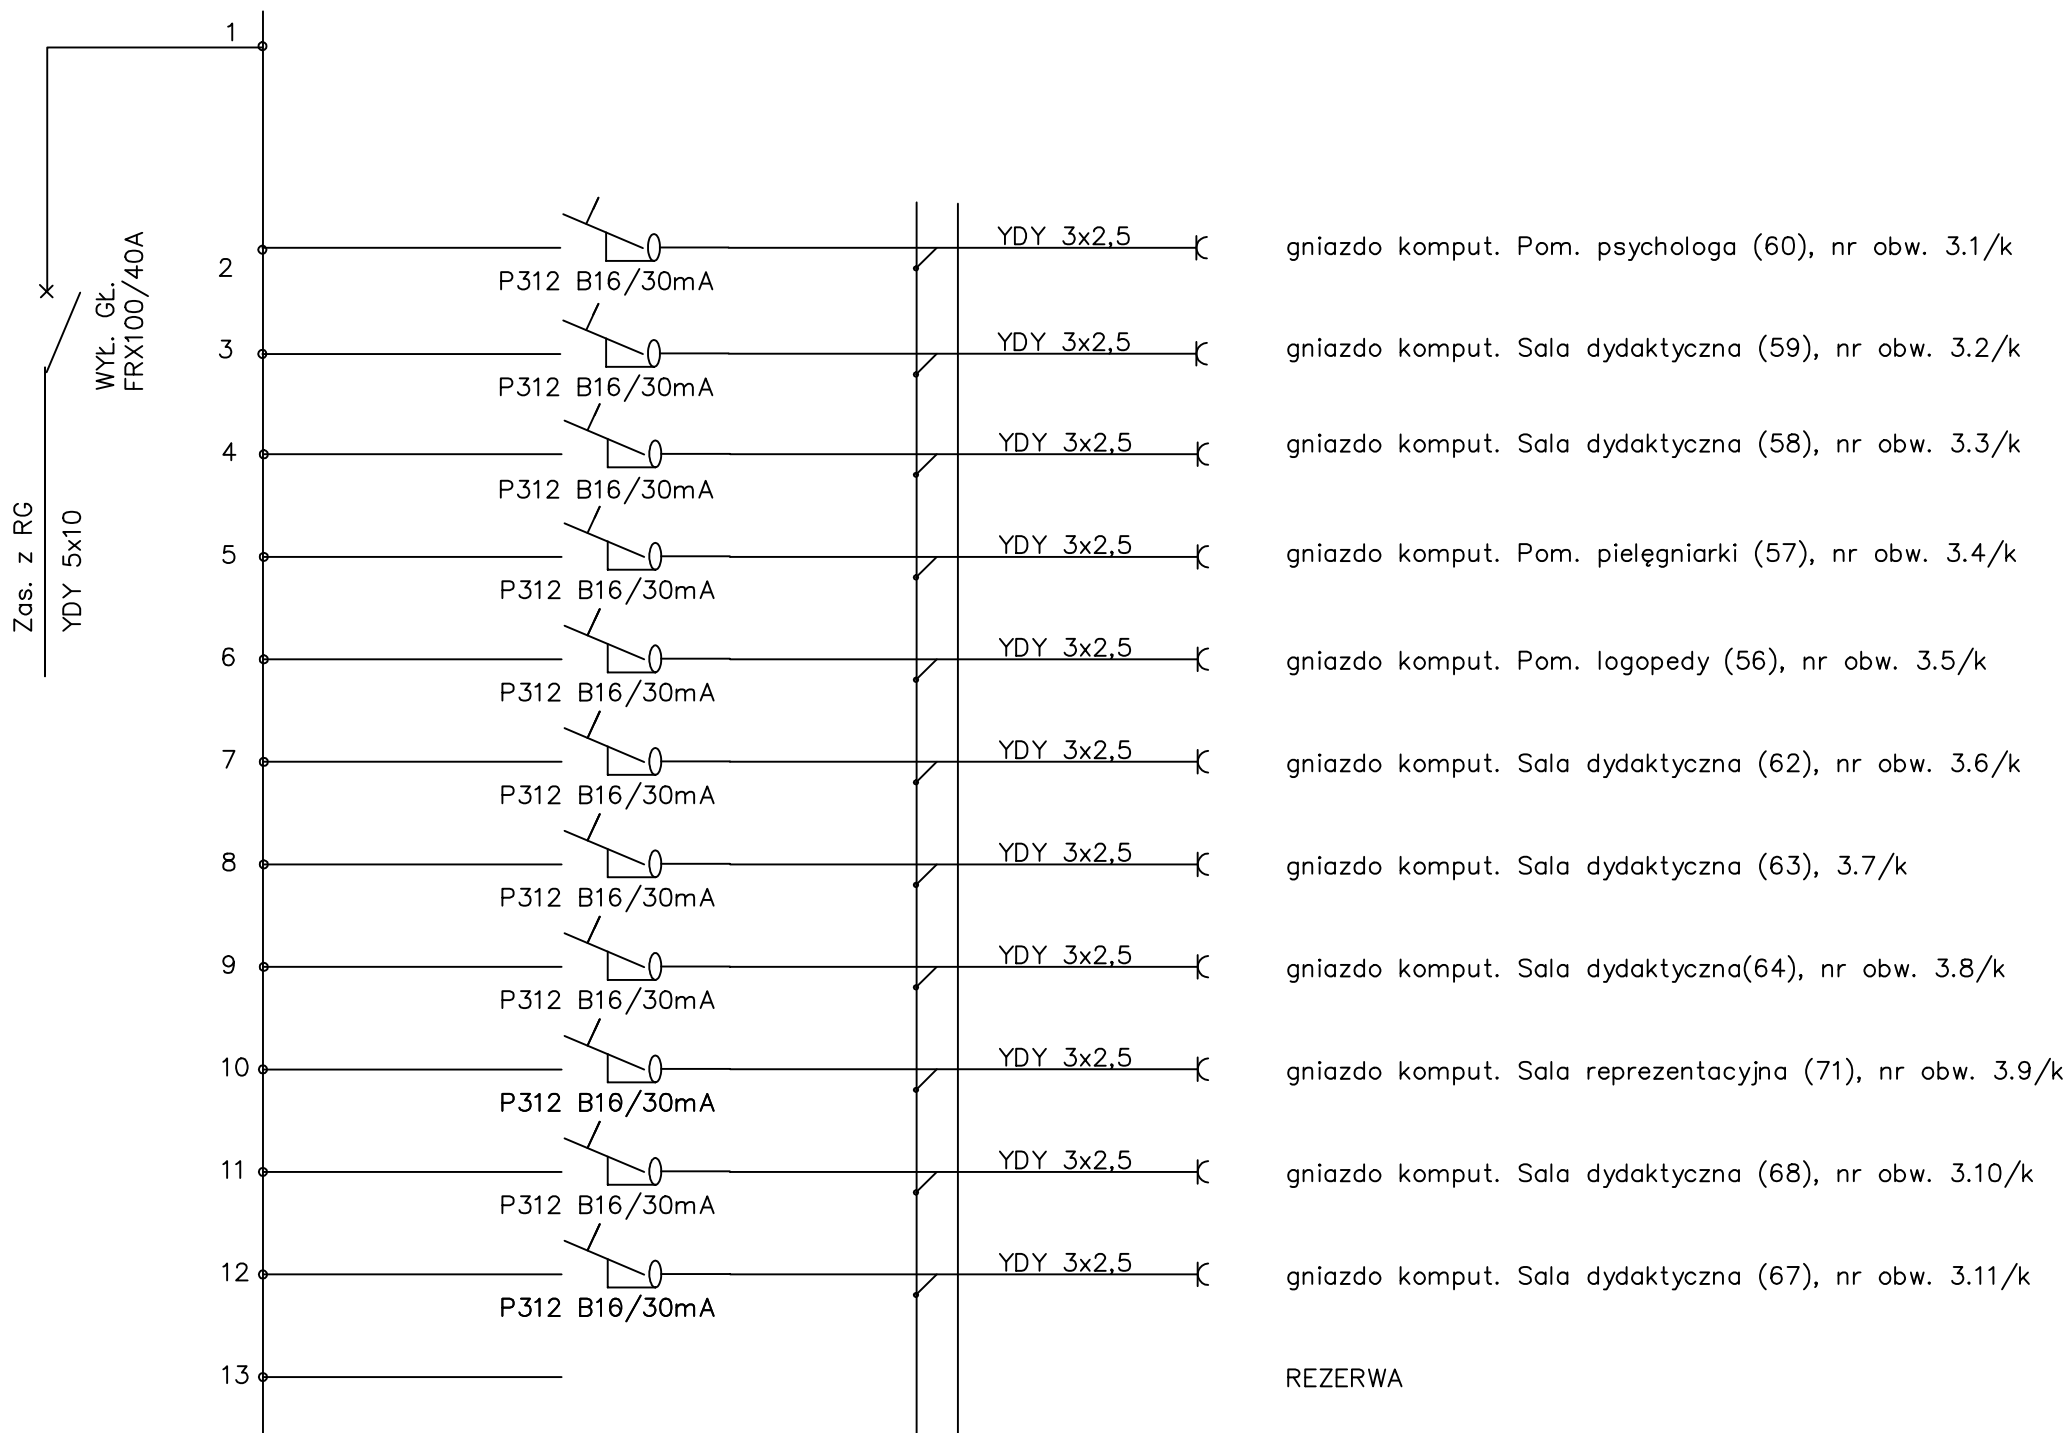 1
WYŁ. GŁ.
FRX100/40A
Zas. z RG
YDY 5x10
2
P312 B16/30mA
YDY 3x2,5
gniazdo komput. Pom. psychologa (60), nr obw. 3.1/k
3
P312 B16/30mA
YDY 3x2,5
gniazdo komput. Sala dydaktyczna (59), nr obw. 3.2/k
4
P312 B16/30mA
YDY 3x2,5
gniazdo komput. Sala dydaktyczna (58), nr obw. 3.3/k
5
P312 B16/30mA
YDY 3x2,5
gniazdo komput. Pom. pielęgniarki (57), nr obw. 3.4/k
6
P312 B16/30mA
YDY 3x2,5
gniazdo komput. Pom. logopedy (56), nr obw. 3.5/k
7
P312 B16/30mA
YDY 3x2,5
gniazdo komput. Sala dydaktyczna (62), nr obw. 3.6/k
8
P312 B16/30mA
YDY 3x2,5
gniazdo komput. Sala dydaktyczna (63), 3.7/k
9
P312 B16/30mA
YDY 3x2,5
gniazdo komput. Sala dydaktyczna(64), nr obw. 3.8/k
10
P312 B16/30mA
YDY 3x2,5
gniazdo komput. Sala reprezentacyjna (71), nr obw. 3.9/k
11
P312 B16/30mA
YDY 3x2,5
gniazdo komput. Sala dydaktyczna (68), nr obw. 3.10/k
12
P312 B16/30mA
YDY 3x2,5
gniazdo komput. Sala dydaktyczna (67), nr obw. 3.11/k
13
REZERWA